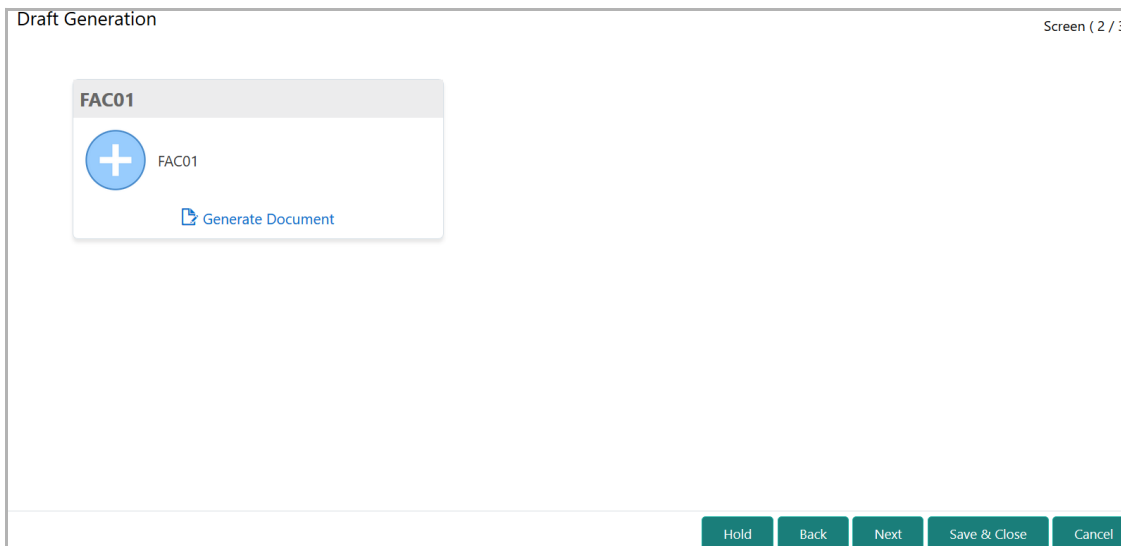 Draft Generation
Screen ( 2 / 3
FAC01
FAC01
Generate Document
Hold Back Next Save & Close Cancel